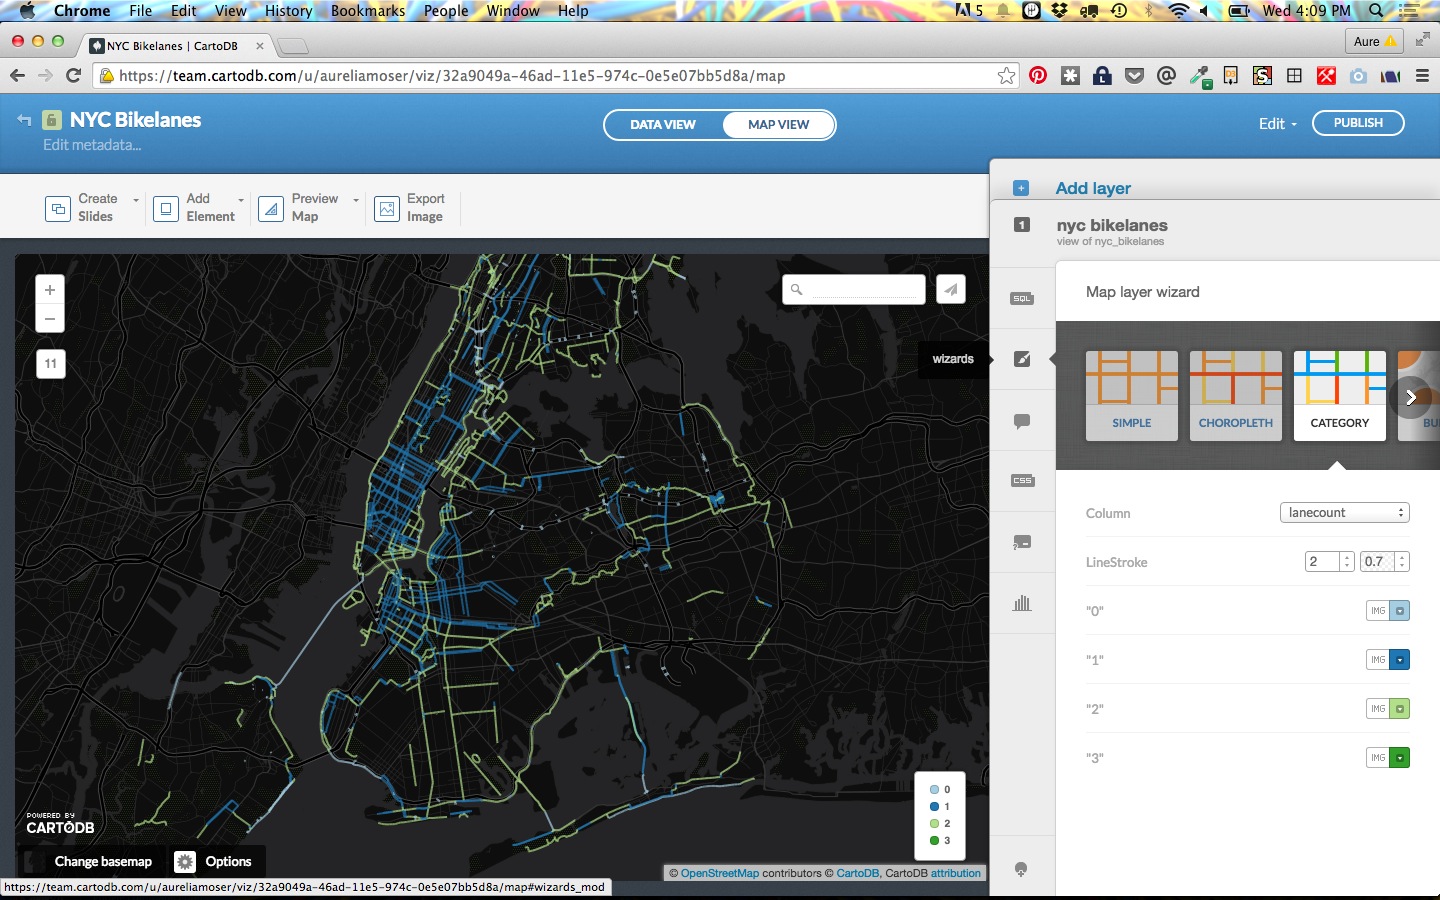 Chrome File Edit View History Bookmarks People Window Help 5 Wed 4:09 PM
NYC Bikelanes | CartoDB Aure
https://team.cartodb.com/u/aureliamoser/viz/32a9049a-46ad-11e5-974c-0e5e07bb5d8a/map
NYC Bikelanes
Edit metadata...
DATA VIEW MAP VIEW
Edit PUBLISH
Create Slides
Add Element
Preview Map
Export Image
Add layer
1 nyc bikelanes
view of nyc_bikelanes
SQL
wizards
CSS
Map layer wizard
SIMPLE CHOROPLETH CATEGORY BU
Column lanecount
LineStroke 2 0.7
"0" IMG
"1" IMG
"2" IMG
"3" IMG
+
−
11
0
1
2
3
POWERED BY
CARTODB
Change basemap Options
© OpenStreetMap contributors © CartoDB, CartoDB attribution
https://team.cartodb.com/u/aureliamoser/viz/32a9049a-46ad-11e5-974c-0e5e07bb5d8a/map#wizards_mod